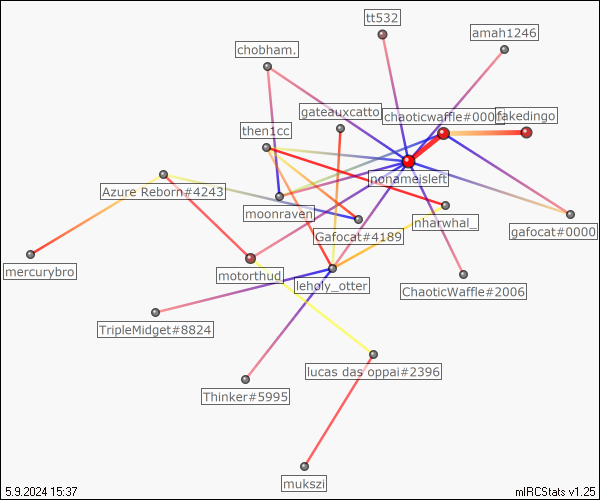 tt532
amah1246
chobham.
gateauxcatto
chaoticwaffle#000
fakedingo
then1cc
nonameisleft
Azure Reborn#4243
moonraven
nharwhal_
gafocat#0000
Gafocat#4189
mercurybro
motorthud
leholy_otter
ChaoticWaffle#2006
TripleMidget#8824
lucas das oppai#2396
Thinker#5995
mukszi
5.9.2024 15:37
mIRCStats v1.25